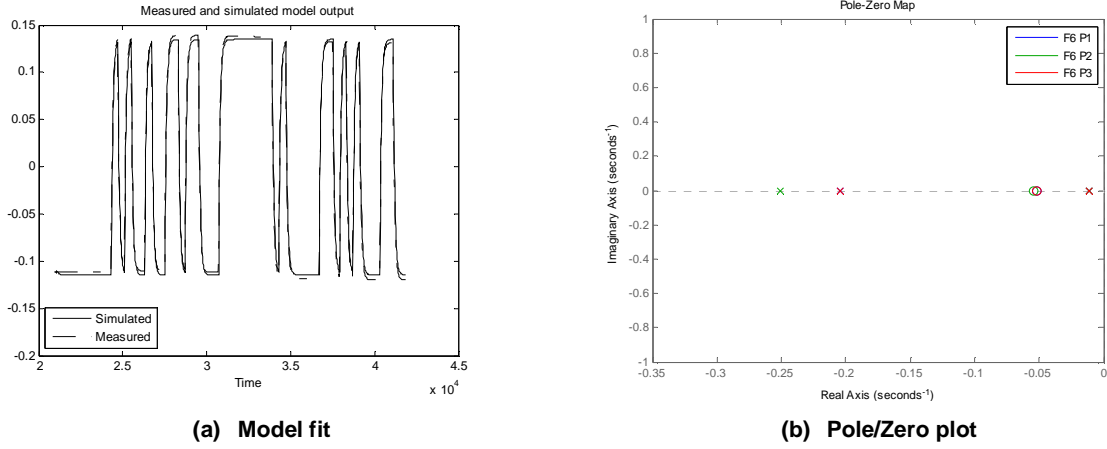 Measured and simulated model output
0.15
0.1
0.05
0
-0.05
-0.1
-0.15
-0.2
Simulated
Measured
2 2.5 3 3.5 4 4.5
Time
x 10⁴
(a) Model fit
Pole-Zero Map
1
0.8
0.6
0.4
0.2
0
-0.2
-0.4
-0.6
-0.8
-1
Imaginary Axis (seconds⁻¹)
F6 P1
F6 P2
F6 P3
-0.35 -0.3 -0.25 -0.2 -0.15 -0.1 -0.05 0
Real Axis (seconds⁻¹)
(b) Pole/Zero plot